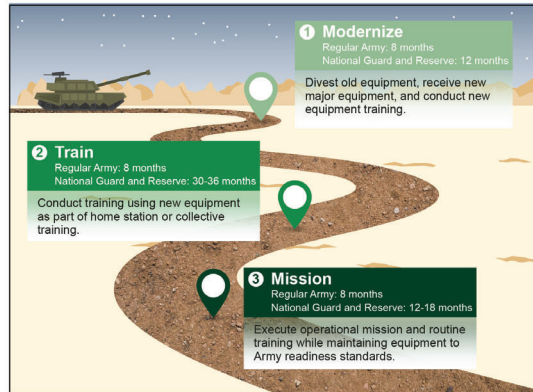 1 Modernize
Regular Army: 8 months
National Guard and Reserve: 12 months
Divest old equipment, receive new
major equipment, and conduct new
equipment training.
2 Train
Regular Army: 8 months
National Guard and Reserve: 30-36 months
Conduct training using new equipment
as part of home station or collective
training.
3 Mission
Regular Army: 8 months
National Guard and Reserve: 12-18 months
Execute operational mission and routine
training while maintaining equipment to
Army readiness standards.